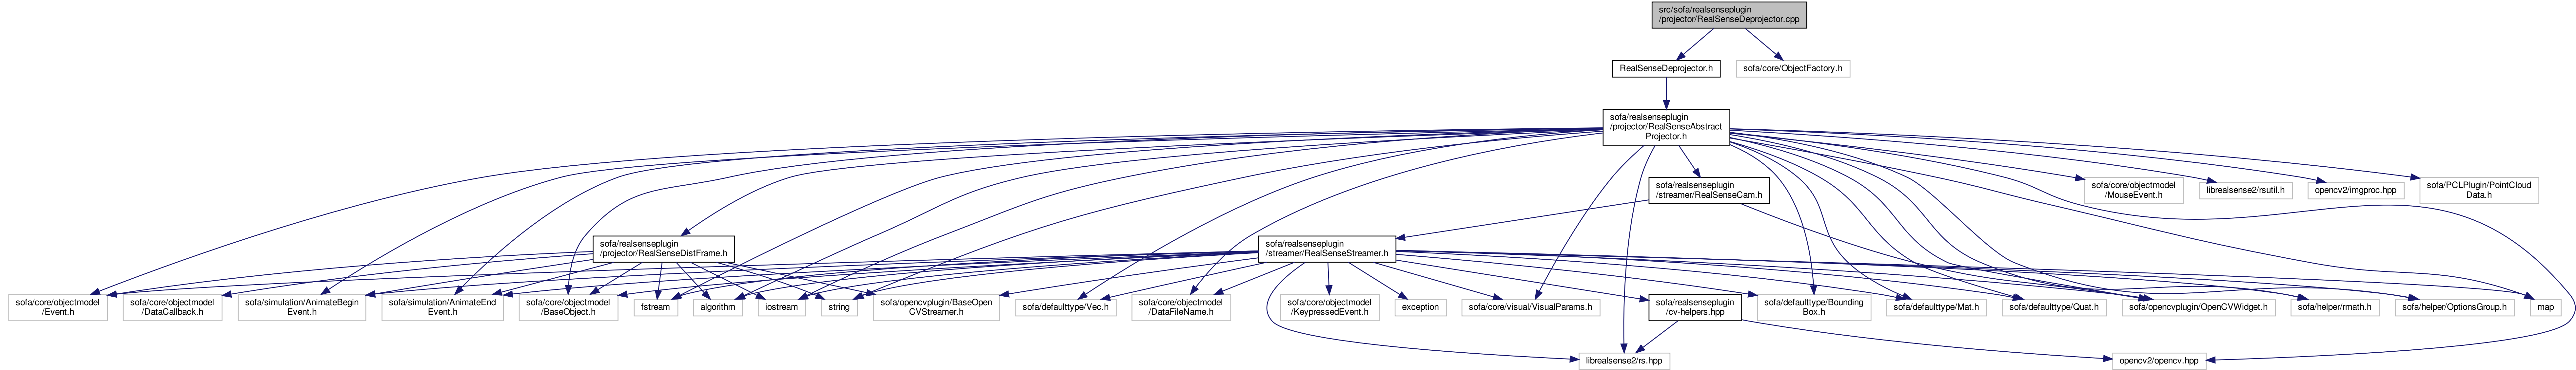 src/sofa/realsenseplugin
/projector/RealSenseDeprojector.cpp
RealSenseDeprojector.h
sofa/core/ObjectFactory.h
sofa/realsenseplugin
/projector/RealSenseAbstract
Projector.h
sofa/realsenseplugin
/streamer/RealSenseCam.h
sofa/core/objectmodel
/MouseEvent.h
librealsense2/rsutil.h
opencv2/imgproc.hpp
sofa/PCLPlugin/PointCloud
Data.h
sofa/realsenseplugin
/projector/RealSenseDistFrame.h
sofa/realsenseplugin
/streamer/RealSenseStreamer.h
sofa/core/objectmodel
/Event.h
sofa/core/objectmodel
/DataCallback.h
sofa/simulation/AnimateBegin
Event.h
sofa/simulation/AnimateEnd
Event.h
sofa/core/objectmodel
/BaseObject.h
fstream
algorithm
iostream
string
sofa/opencvplugin/BaseOpen
CVStreamer.h
sofa/defaulttype/Vec.h
sofa/core/objectmodel
/DataFileName.h
sofa/core/objectmodel
/KeypressedEvent.h
exception
sofa/core/visual/VisualParams.h
sofa/realsenseplugin
/cv-helpers.hpp
sofa/defaulttype/Bounding
Box.h
sofa/defaulttype/Mat.h
sofa/defaulttype/Quat.h
sofa/opencvplugin/OpenCVWidget.h
sofa/helper/rmath.h
sofa/helper/OptionsGroup.h
map
librealsense2/rs.hpp
opencv2/opencv.hpp